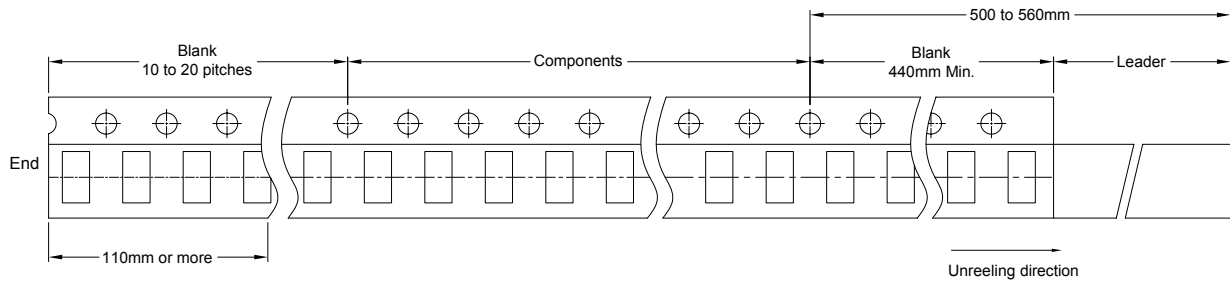 500 to 560mm
Blank
10 to 20 pitches
Components
Blank
440mm Min.
Leader
End
110mm or more
Unreeling direction